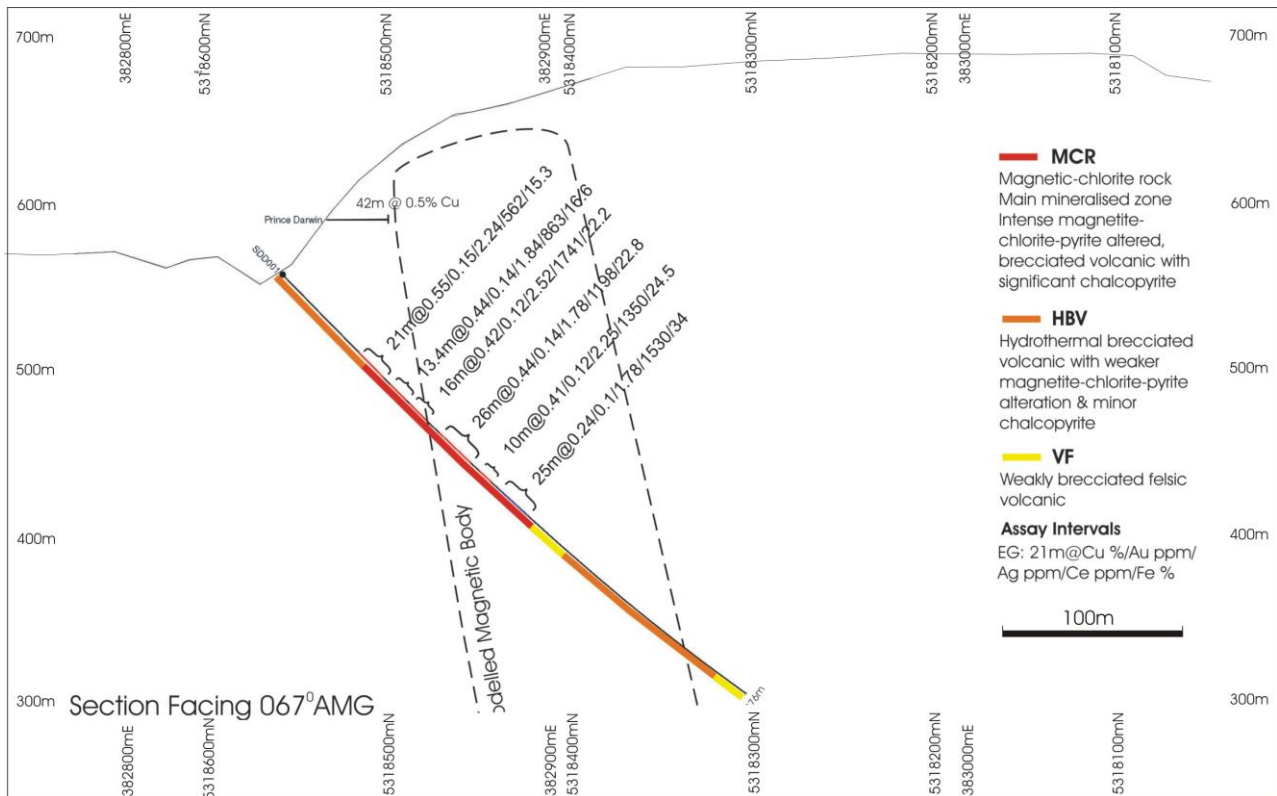 700m
382800mE
5318600mN
5318500mN
382900mE
5318400mN
5318300mN
5318200mN
383000mE
5318100mN
700m
MCR
Magnetic-chlorite rock
Main mineralised zone
Intense magnetite-
chlorite-pyrite altered,
brecciated volcanic with
significant chalcopyrite
600m
600m
42m @ 0.5% Cu
Prince Darwin
SDD001
21m@0.55/0.15/2.24/562/15.3
13.4m@0.44/0.14/1.84/863/16.6
16m@0.42/0.12/2.52/1741/22.2
26m@0.44/0.14/1.78/1198/22.8
10m@0.41/0.12/2.25/1350/24.5
25m@0.24/0.1/1.78/1530/34
HBV
Hydrothermal brecciated
volcanic with weaker
magnetite-chlorite-pyrite
alteration & minor
chalcopyrite
500m
500m
VF
Weakly brecciated felsic
volcanic
Assay Intervals
EG: 21m@Cu %/Au ppm/
Ag ppm/Ce ppm/Fe %
400m
400m
100m
odelled Magnetic Body
300m
300m
76m
Section Facing 067⁰AMG
382800mE
5318600mN
5318500mN
382900mE
5318400mN
5318300mN
5318200mN
383000mE
5318100mN